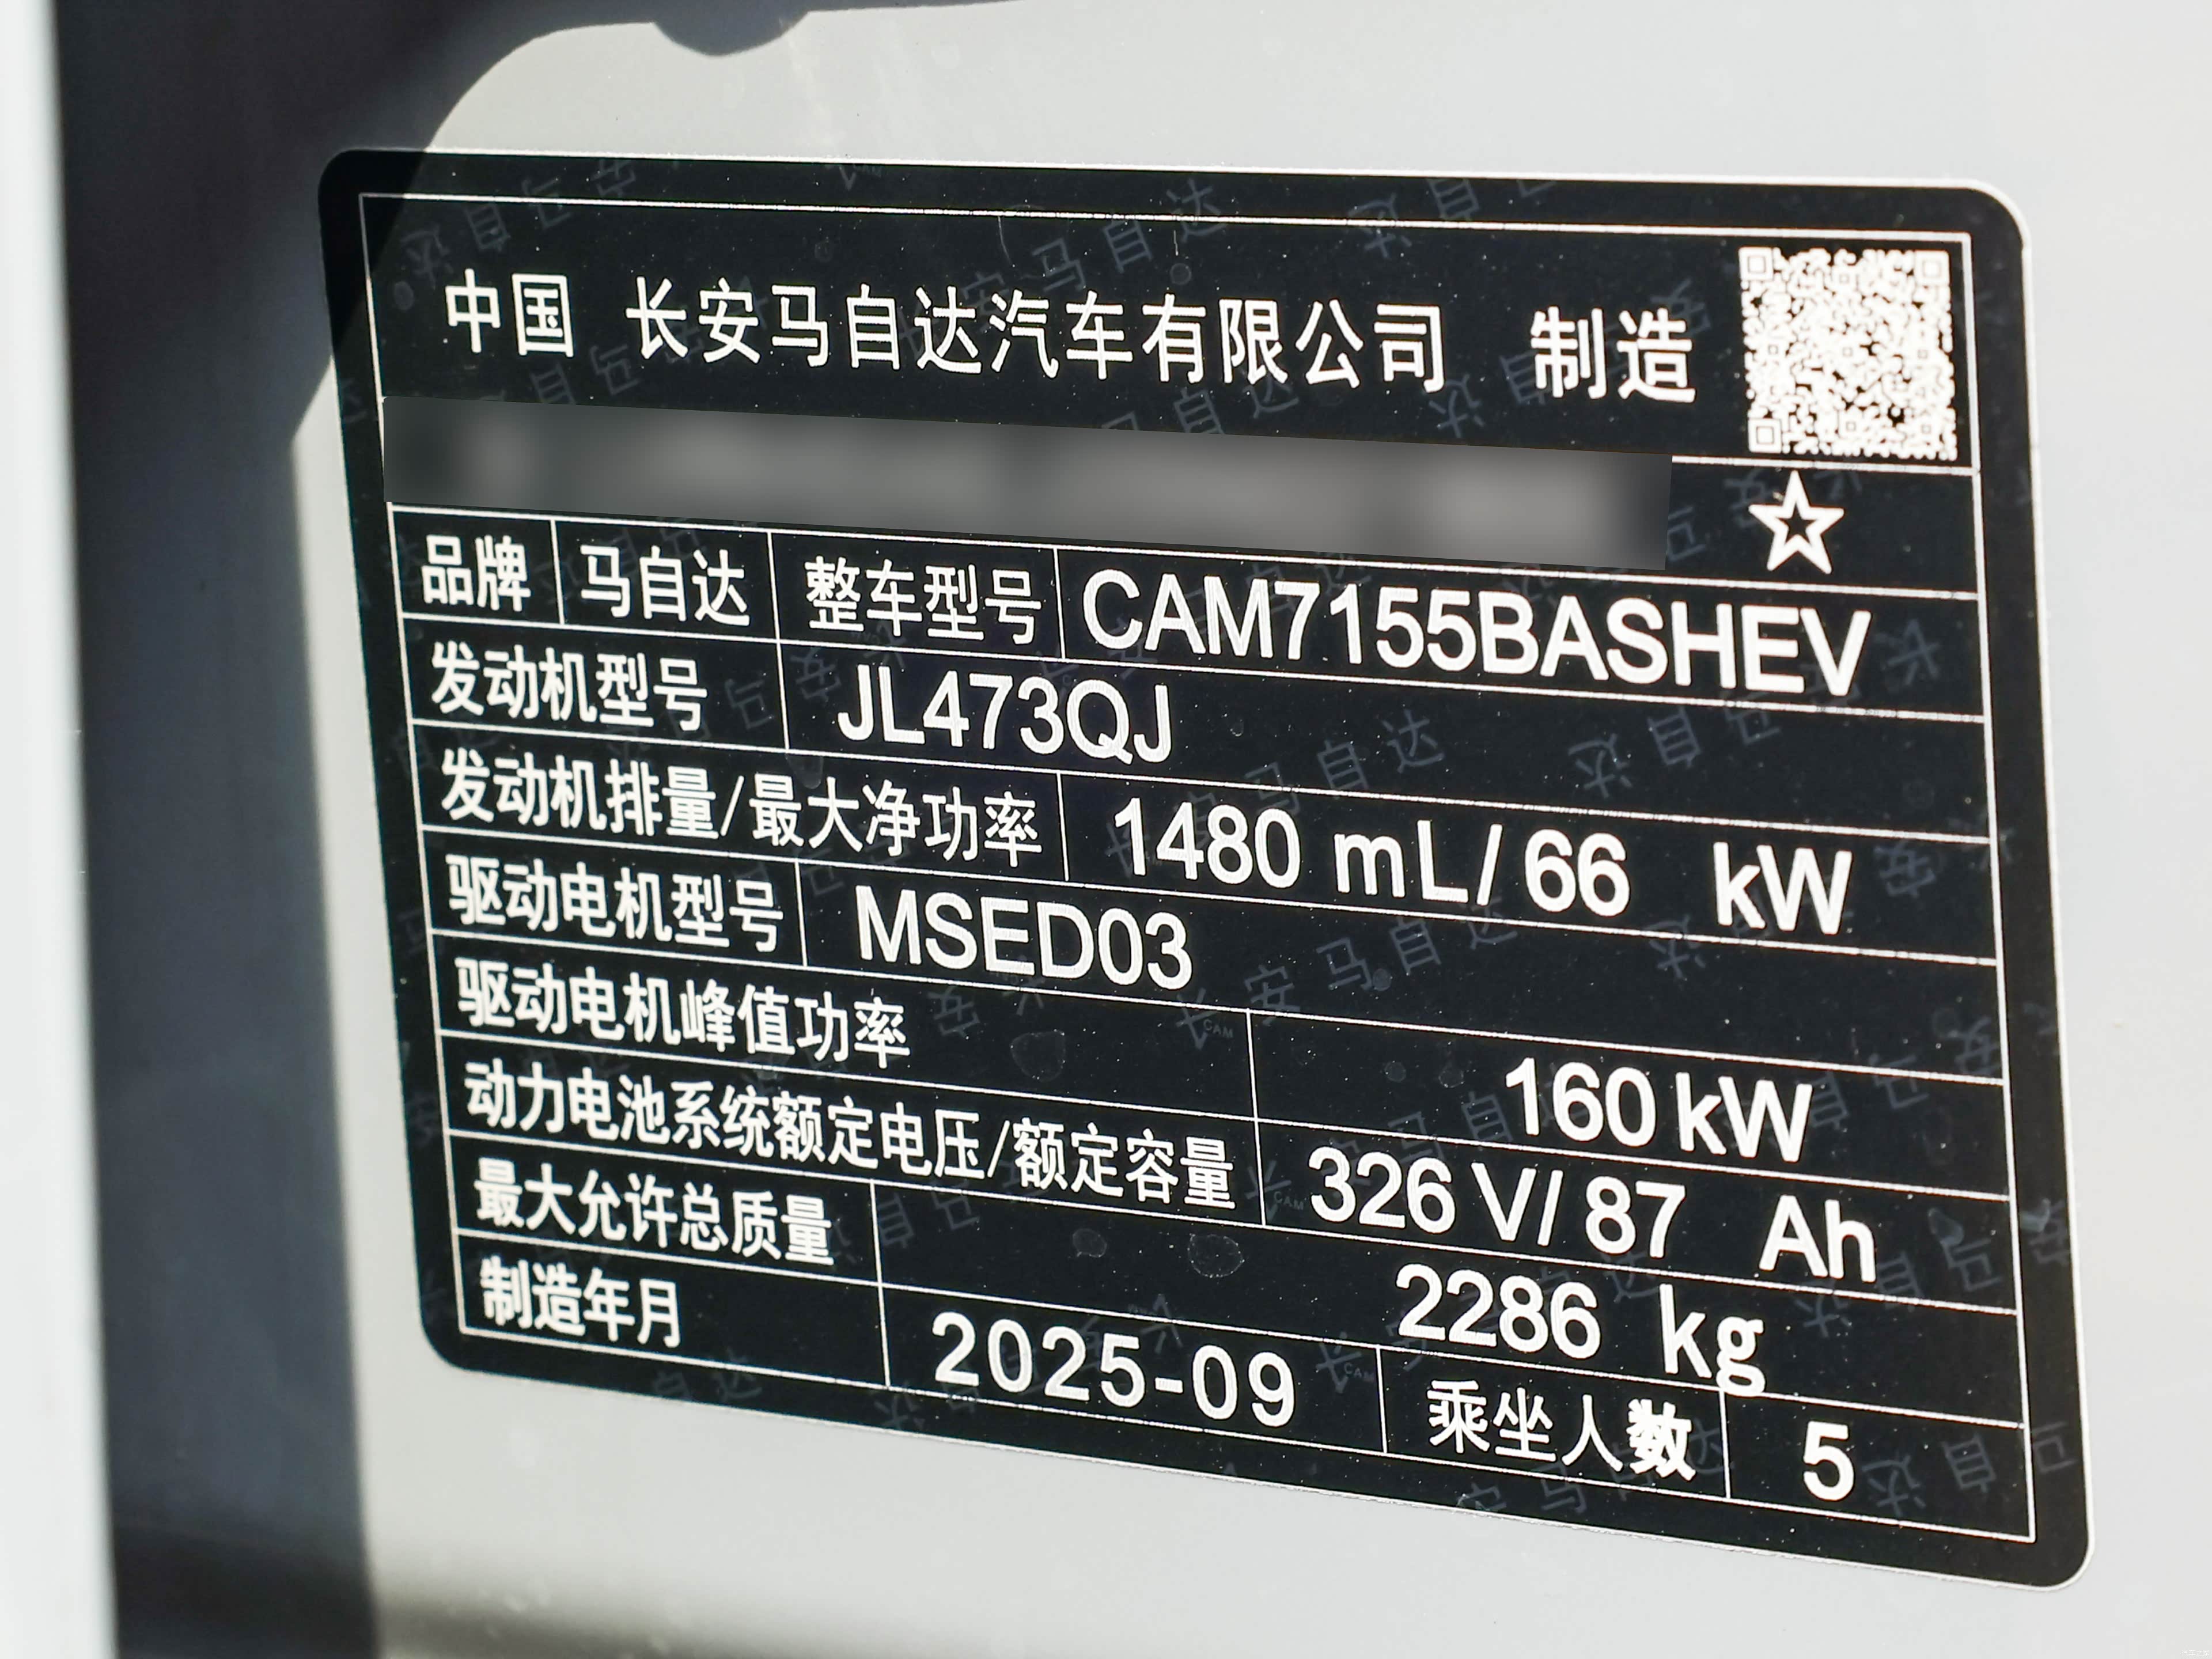 中国 长安马自达汽车有限公司 制造
品牌 马自达 整车型号 CAM7155BASHEV
发动机型号 JL473QJ
发动机排量/最大净功率 1480 mL/66 kW
驱动电机型号 MSED03
驱动电机峰值功率 160kW
动力电池系统额定电压/额定容量 326 V/87 Ah
最大允许总质量 2286 kg
制造年月 2025-09 乘坐人数 5